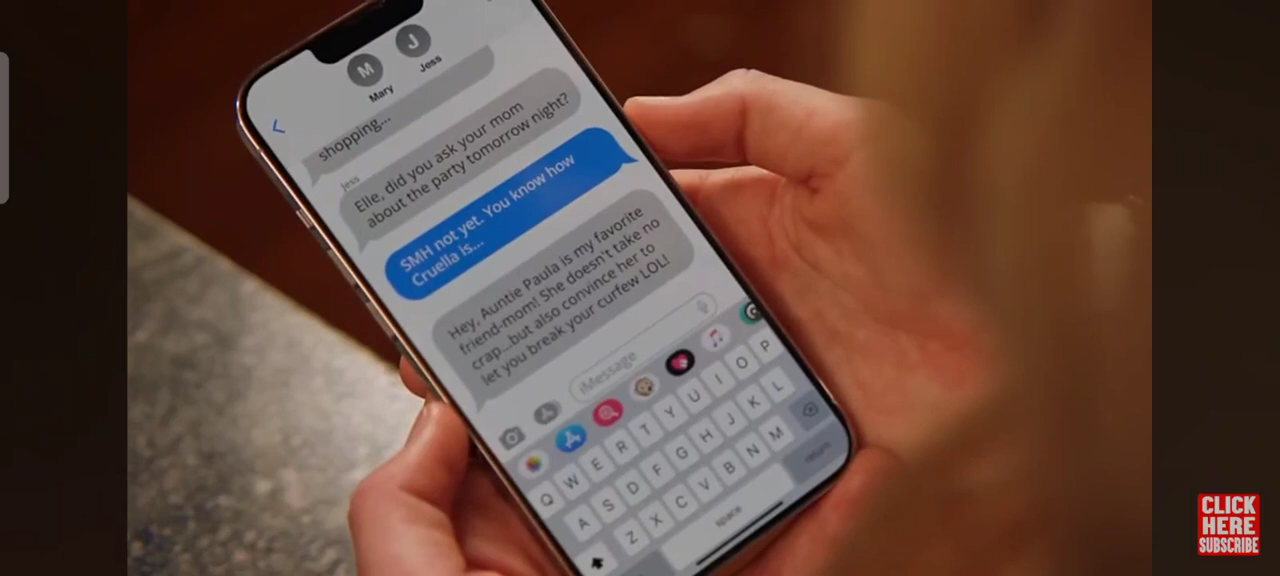 M
J
Mary
Jess
shopping...
Jess
Elle, did you ask your mom
about the party tomorrow night?
SMH not yet. You know how
Cruella is...
Hey, Auntie Paula is my favorite
friend-mom! She doesn't take no
crap...but also convince her to
let you break your curfew LOL!
iMessage
Q W E R T Y U I O P
A S D F G H J K L
Z X C V B N M
space
return
CLICK
HERE
SUBSCRIBE